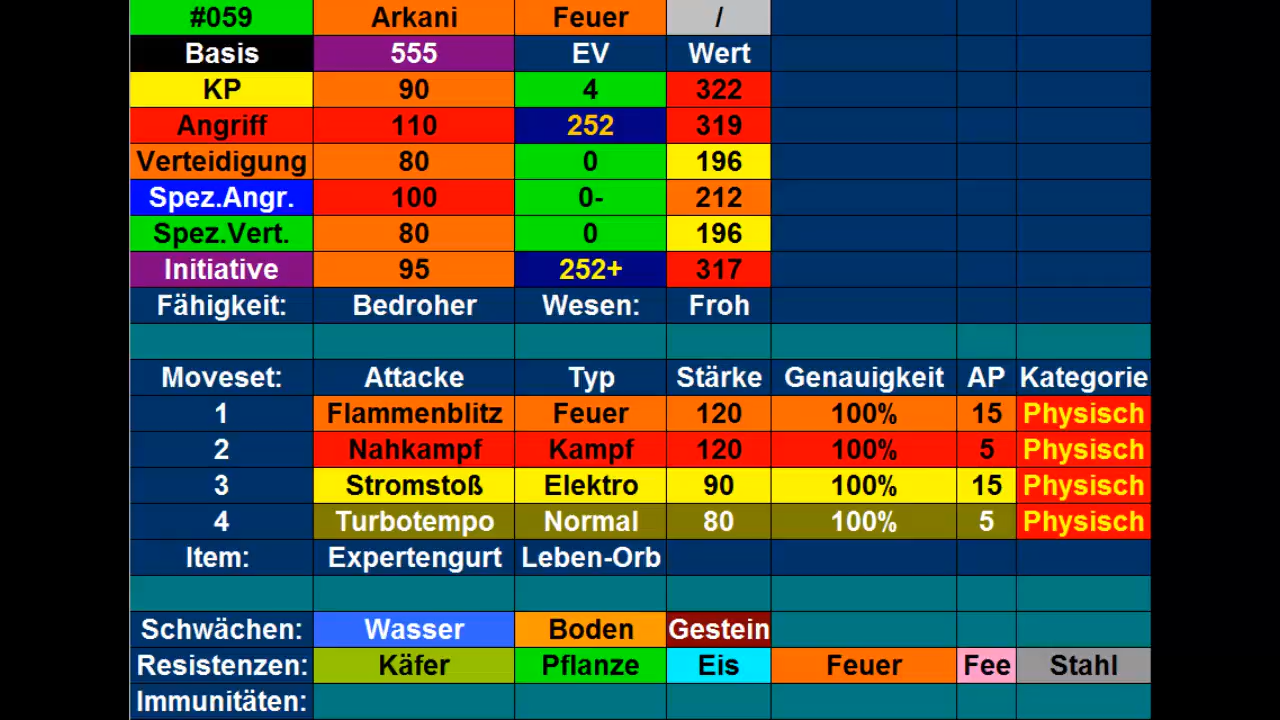 #059 Arkani Feuer /
Basis 555 EV Wert
KP 90 4 322
Angriff 110 252 319
Verteidigung 80 0 196
Spez.Angr. 100 0- 212
Spez.Vert. 80 0 196
Initiative 95 252+ 317
Fähigkeit: Bedroher Wesen: Froh
Moveset: Attacke Typ Stärke Genauigkeit AP Kategorie
1 Flammenblitz Feuer 120 100% 15 Physisch
2 Nahkampf Kampf 120 100% 5 Physisch
3 Stromstoß Elektro 90 100% 15 Physisch
4 Turbotempo Normal 80 100% 5 Physisch
Item: Expertengurt Leben-Orb
Schwächen: Wasser Boden Gestein
Resistenzen: Käfer Pflanze Eis Feuer Fee Stahl
Immunitäten: